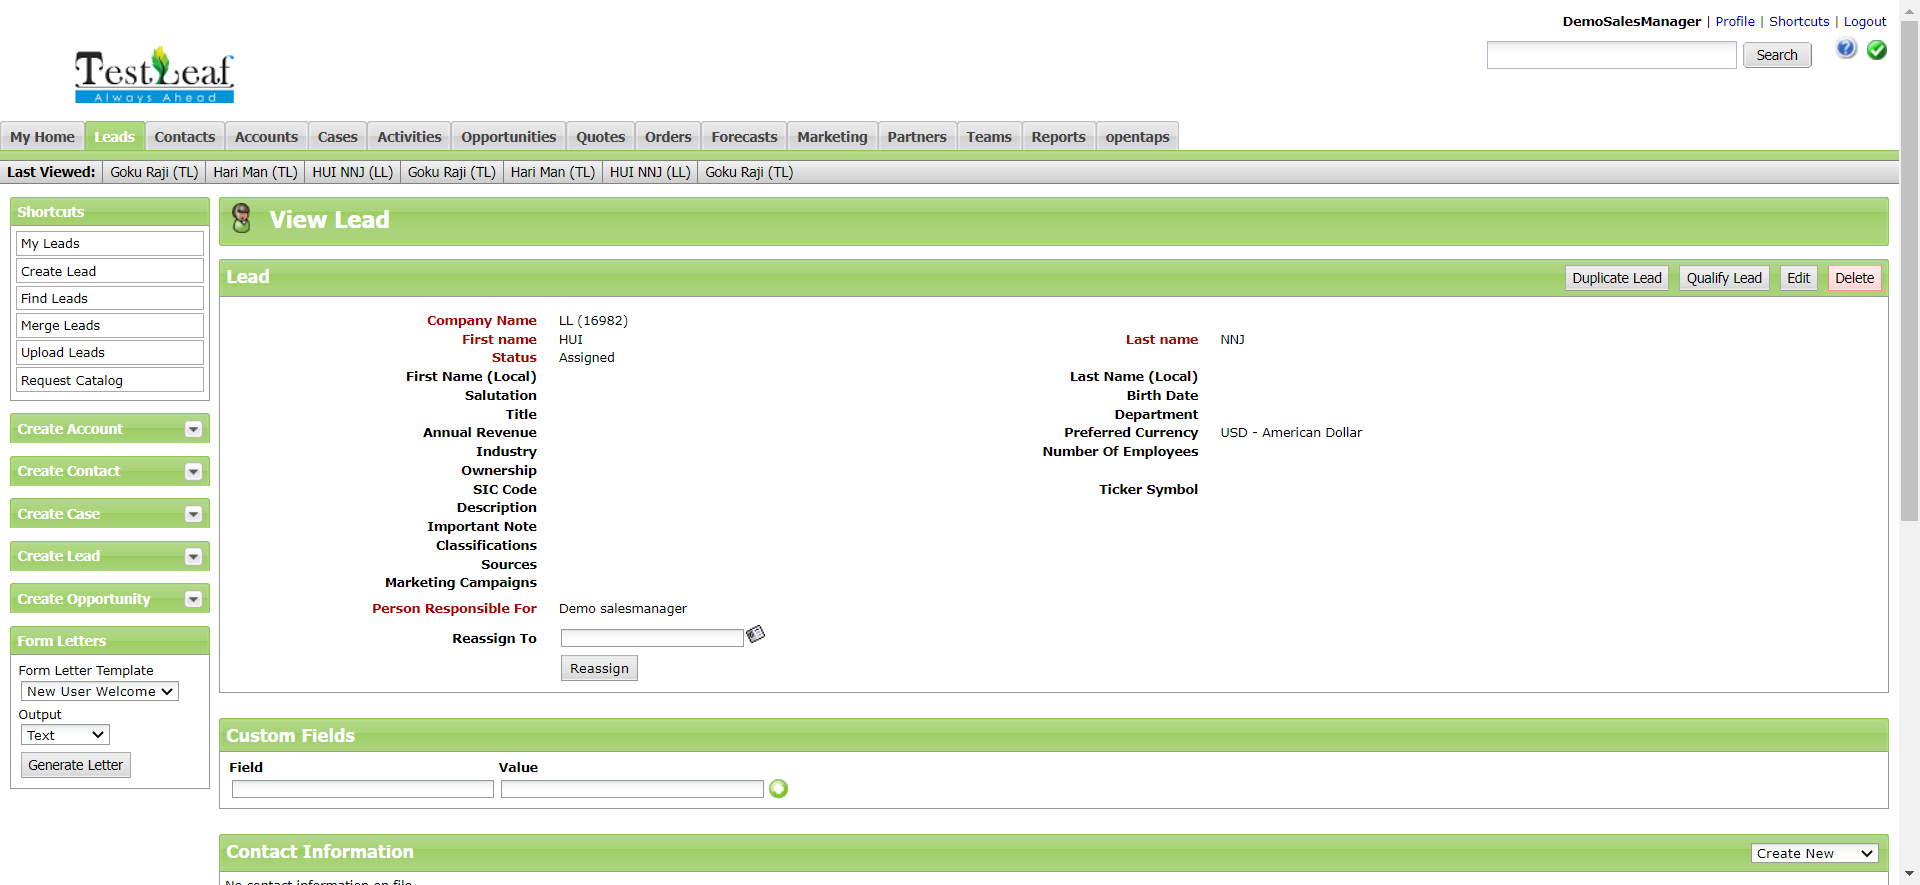 DemoSalesManager | Profile | Shortcuts | Logout
Search
TestLeaf
Always Ahead
My Home Leads Contacts Accounts Cases Activities Opportunities Quotes Orders Forecasts Marketing Partners Teams Reports opentaps
Last Viewed: Goku Raji (TL) Hari Man (TL) HUI NNJ (LL) Goku Raji (TL) Hari Man (TL) HUI NNJ (LL) Goku Raji (TL)
Shortcuts
My Leads
Create Lead
Find Leads
Merge Leads
Upload Leads
Request Catalog
Create Account
Create Contact
Create Case
Create Lead
Create Opportunity
Form Letters
Form Letter Template
New User Welcome
Output
Text
Generate Letter
View Lead
Lead Duplicate Lead Qualify Lead Edit Delete
Company Name LL (16982)
First name HUI Last name NNJ
Status Assigned
First Name (Local) Last Name (Local)
Salutation Birth Date
Title Department
Annual Revenue Preferred Currency USD - American Dollar
Industry Number Of Employees
Ownership
SIC Code Ticker Symbol
Description
Important Note
Classifications
Sources
Marketing Campaigns
Person Responsible For Demo salesmanager
Reassign To
Reassign
Custom Fields
Field Value
Contact Information Create New
No contact information on file